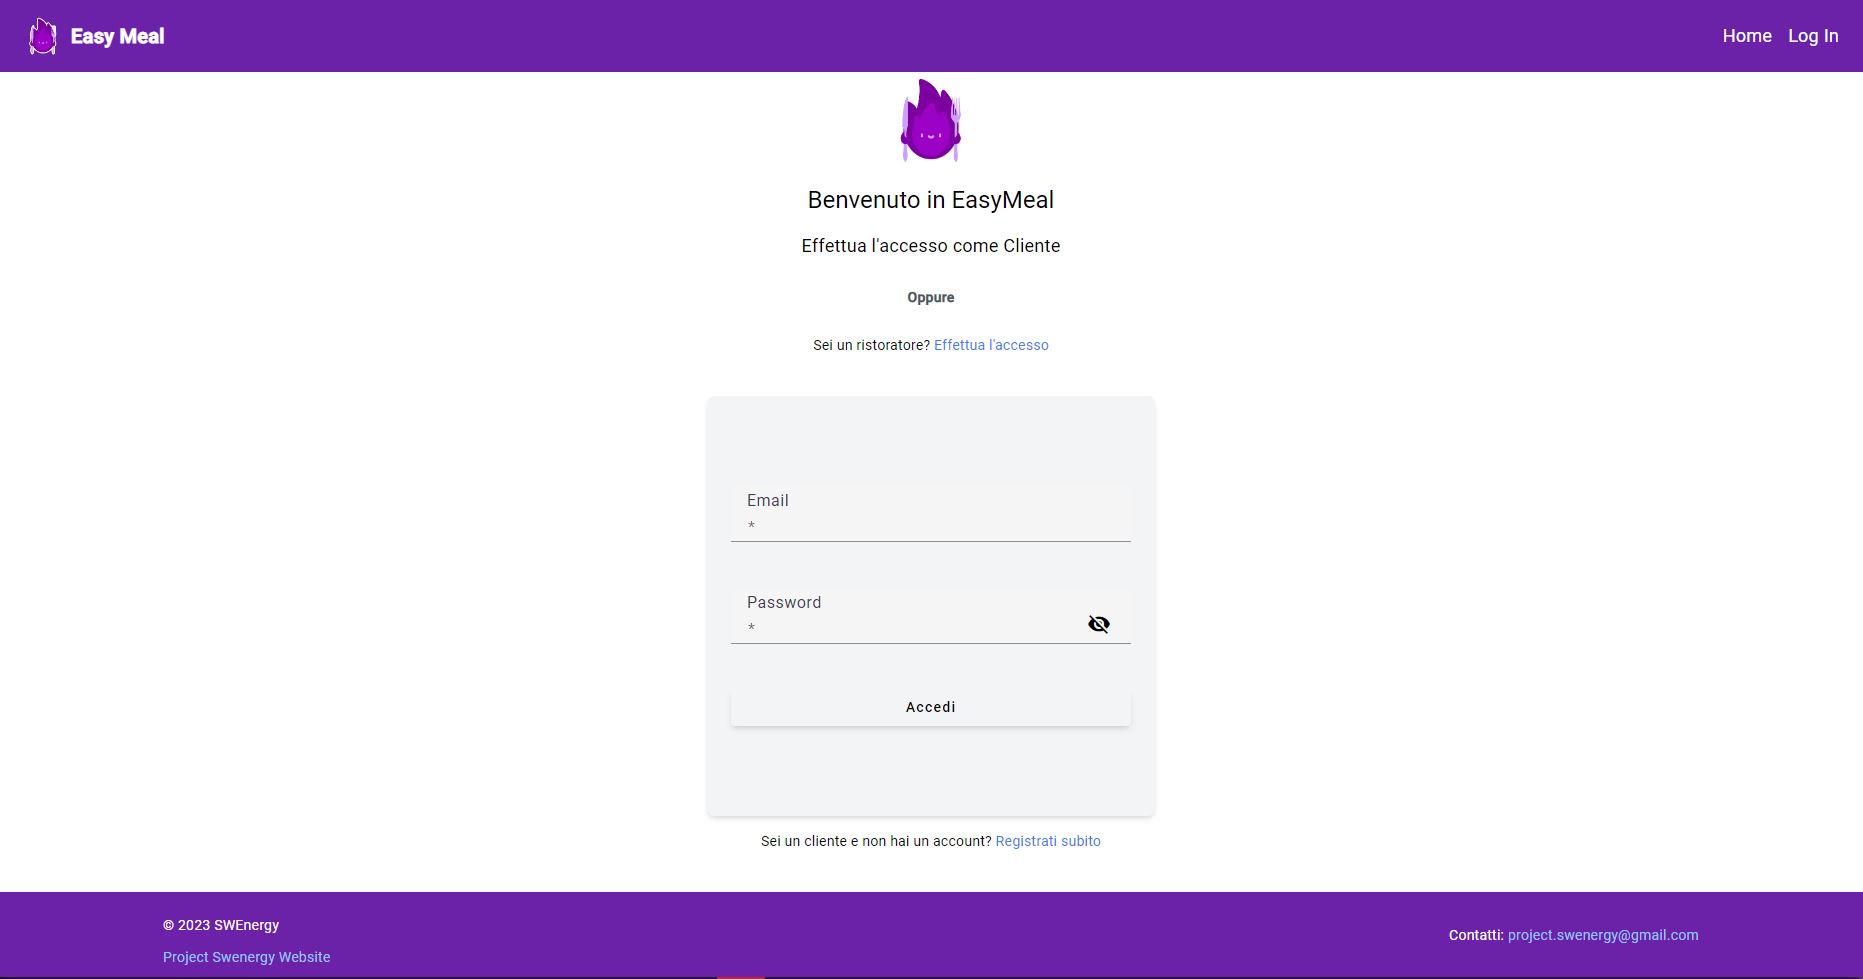 Easy Meal
Home Log In
Benvenuto in EasyMeal
Effettua l'accesso come Cliente
Oppure
Sei un ristoratore? Effettua l'accesso
Email
*
Password
*
Accedi
Sei un cliente e non hai un account? Registrati subito
© 2023 SWEnergy
Project Swenergy Website
Contatti: project.swenergy@gmail.com